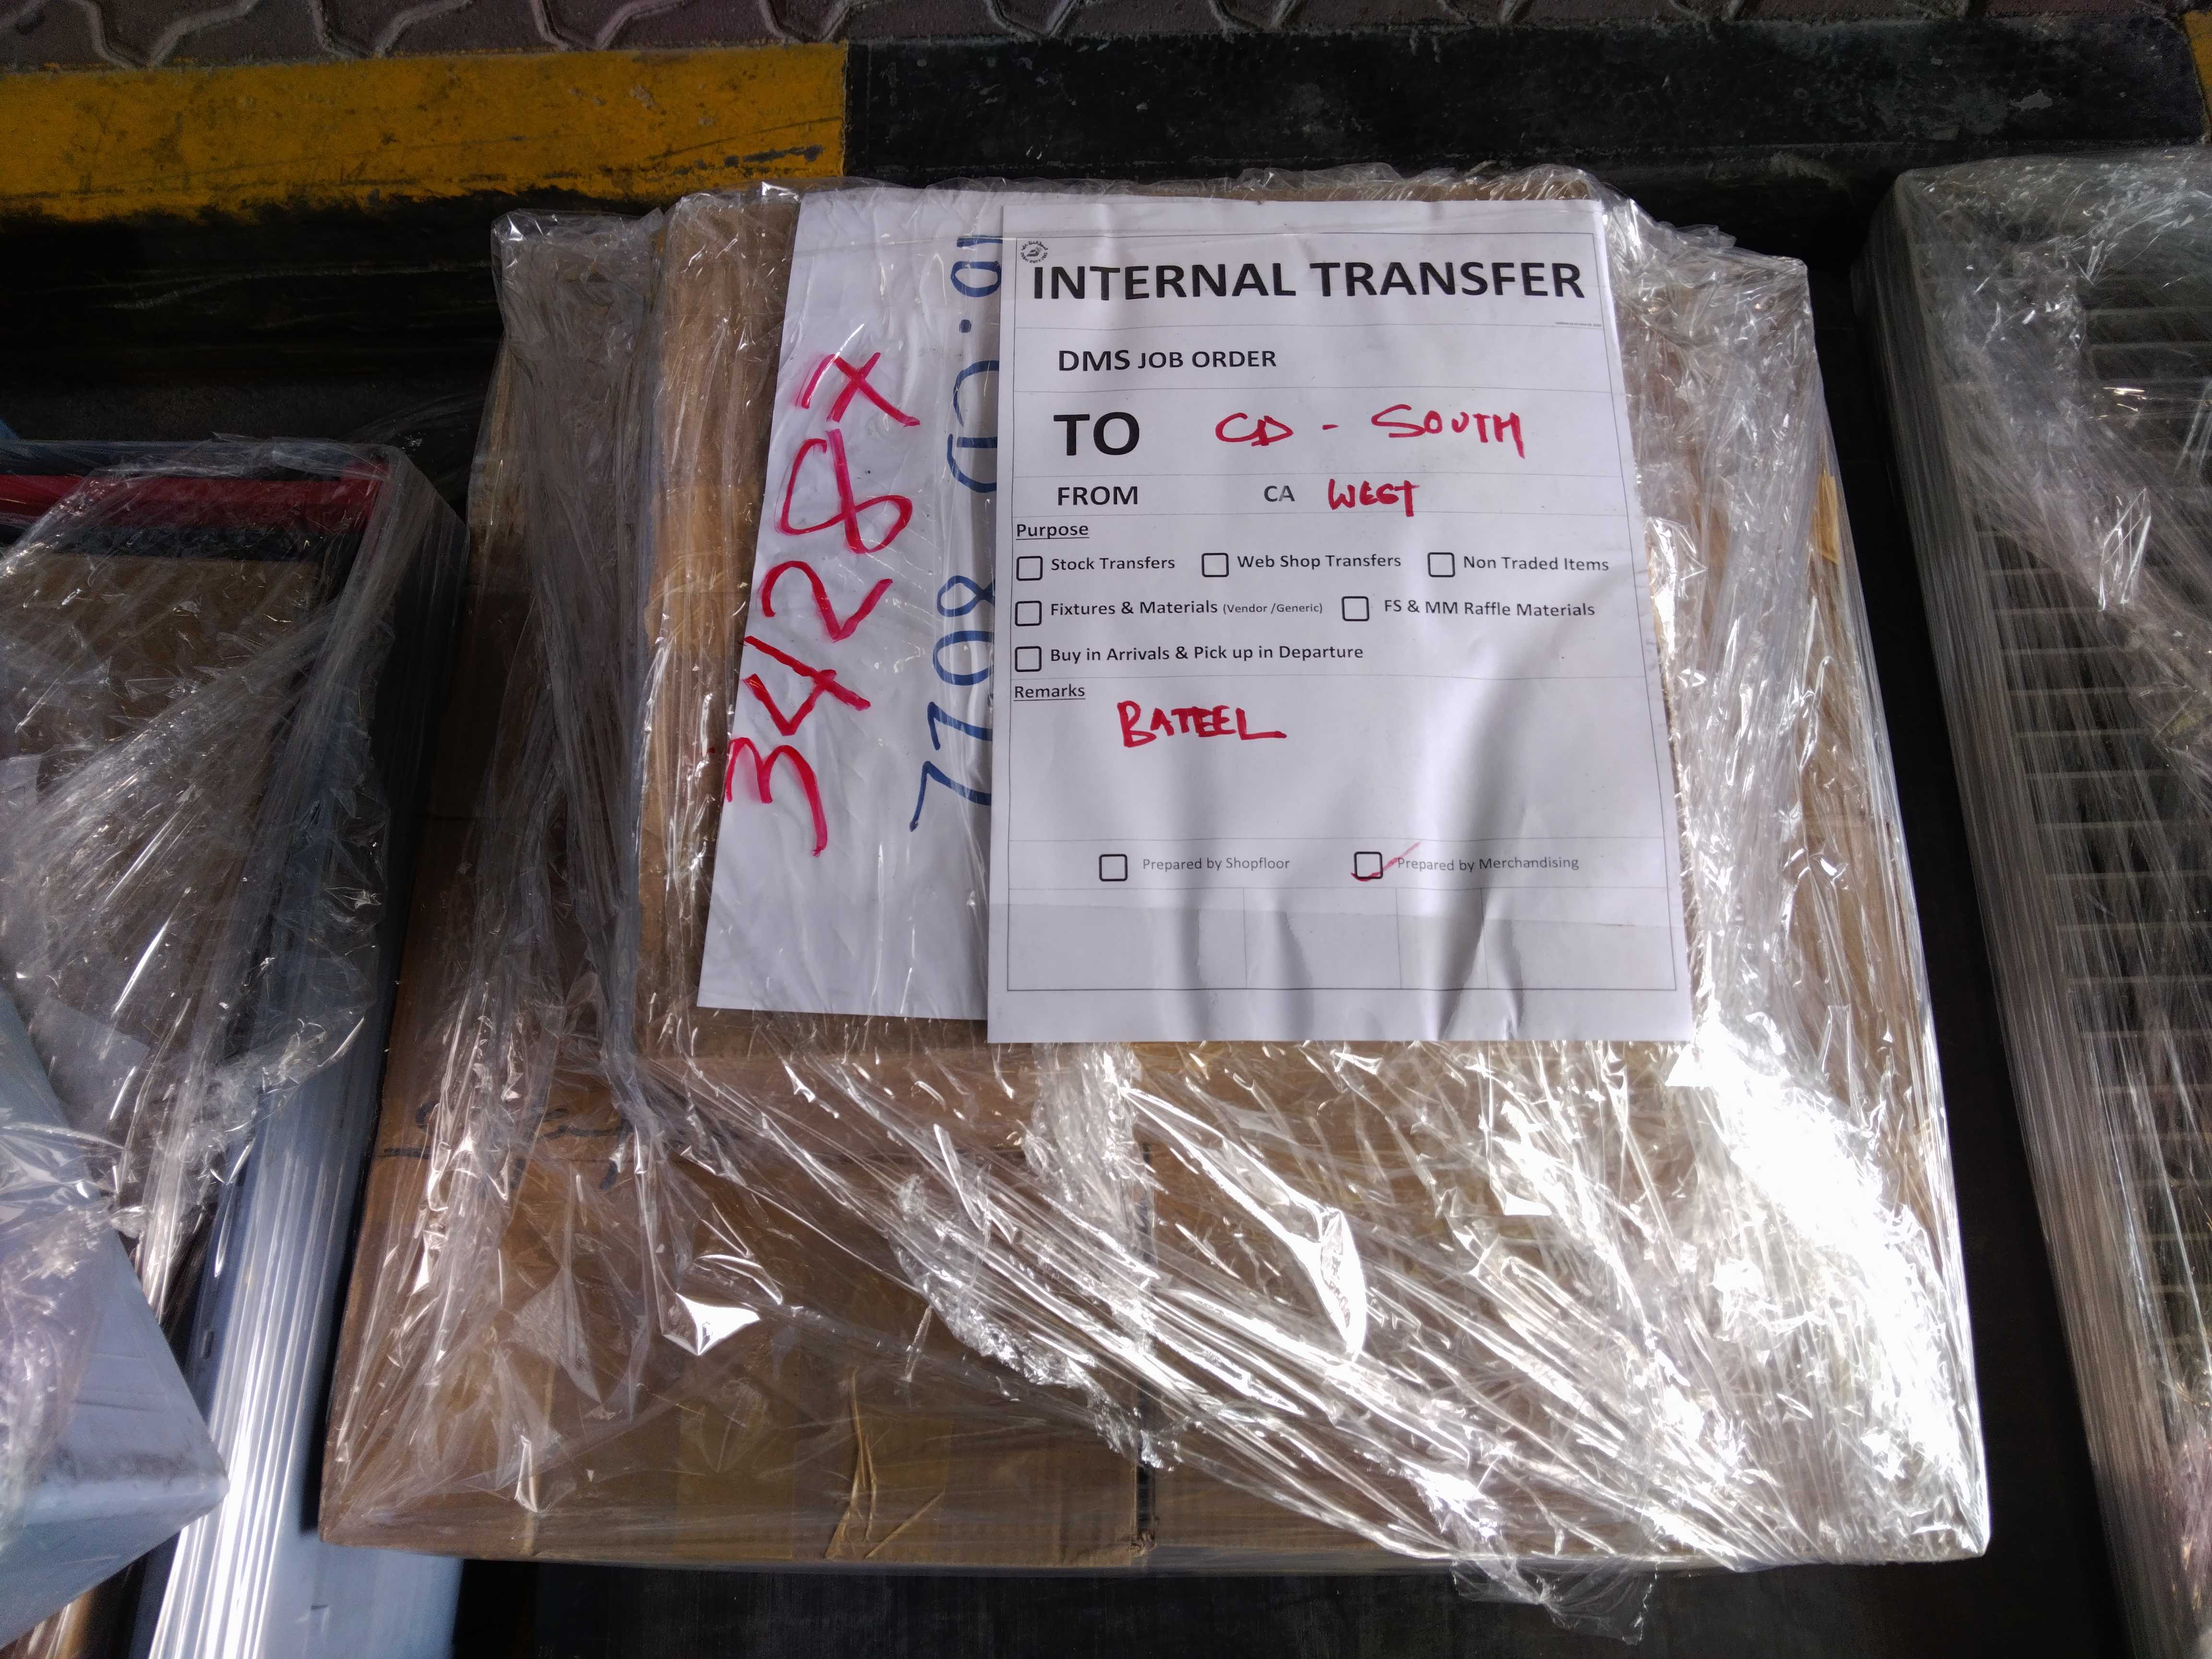 INTERNAL TRANSFER
DMS JOB ORDER
TO CD - SOUTH
FROM CA WEST
Purpose
Stock Transfers Web Shop Transfers Non Traded Items
Fixtures & Materials (Vendor /Generic) FS & MM Raffle Materials
Buy in Arrivals & Pick up in Departure
Remarks
BATEEL
Prepared by Shopfloor Prepared by Merchandising